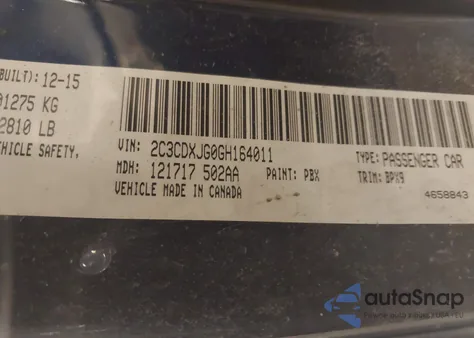 BUILT): 12-15
01275 KG
2810 LB
EHICLE SAFETY,
VIN: 2C3CDXJG0GH164011
TYPE: PASSENGER CAR
MDH: 121717 502AA
PAINT: PBX
TRIM: BPX9
VEHICLE MADE IN CANADA
4658843
autoSnap